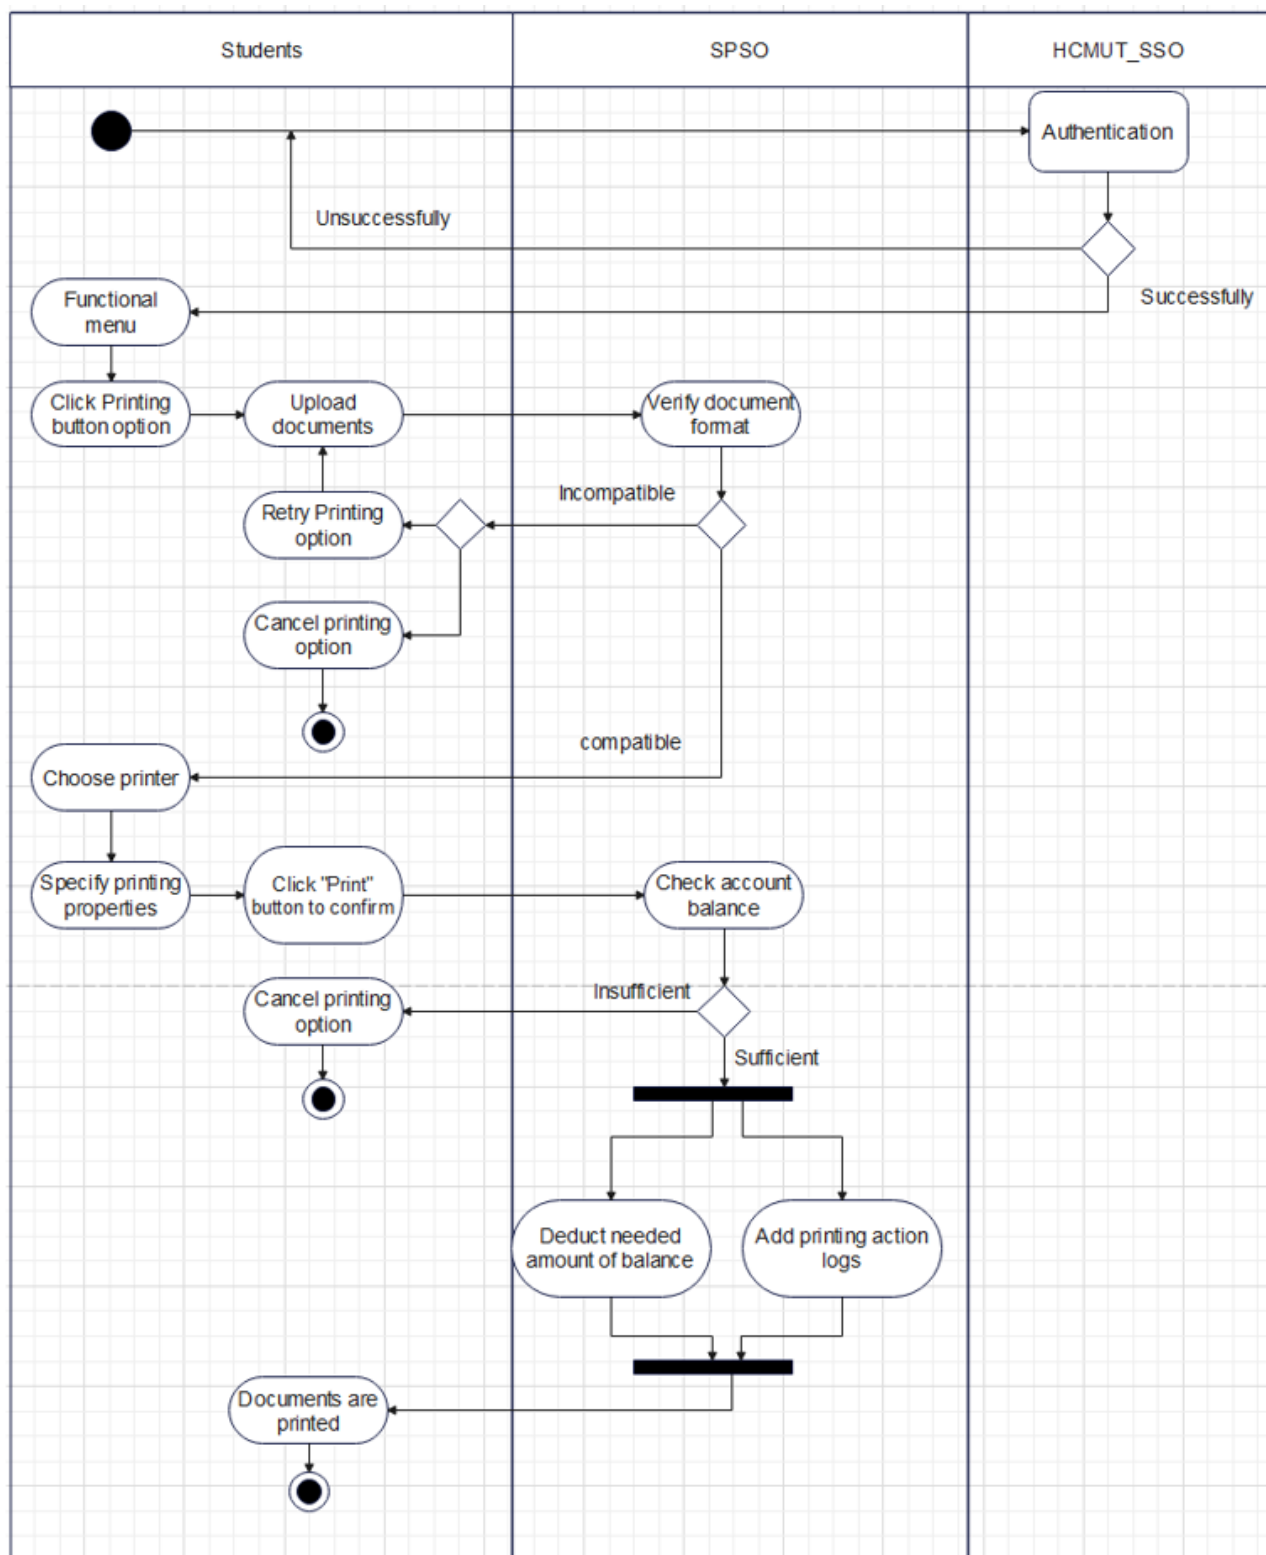 Students
SPSO
HCMUT_SSO
Authentication
Unsuccessfully
Successfully
Functional
menu
Click Printing
button option
Upload
documents
Verify document
format
Incompatible
Retry Printing
option
Cancel printing
option
compatible
Choose printer
Specify printing
properties
Click "Print"
button to confirm
Check account
balance
Insufficient
Cancel printing
option
Sufficient
Deduct needed
amount of balance
Add printing action
logs
Documents are
printed